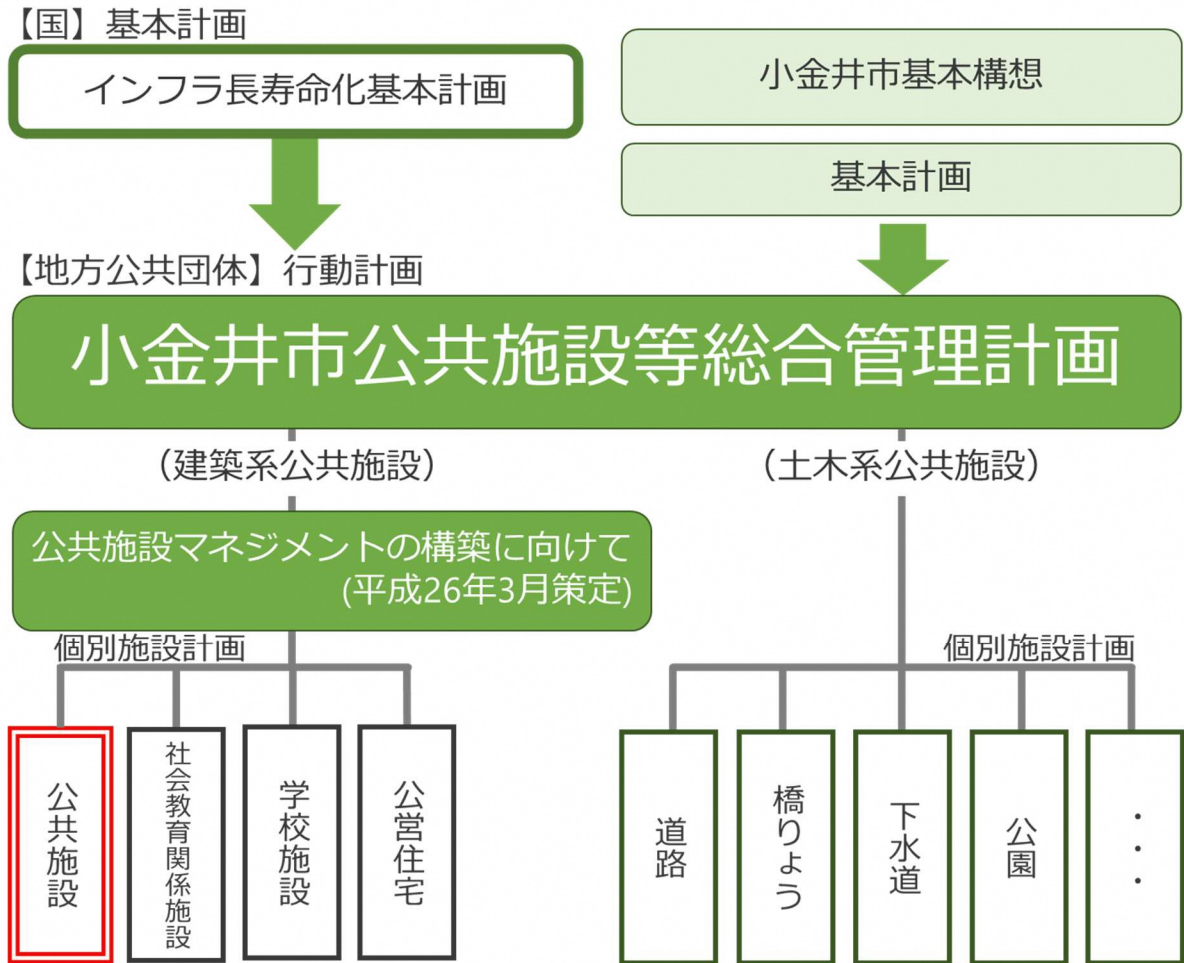 【国】基本計画
インフラ長寿命化基本計画
小金井市基本構想
基本計画
【地方公共団体】行動計画
小金井市公共施設等総合管理計画
（建築系公共施設）
（土木系公共施設）
公共施設マネジメントの構築に向けて
(平成26年3月策定)
個別施設計画
個別施設計画
公共施設
社会教育関係施設
学校施設
公営住宅
道路
橋りょう
下水道
公園
・・・